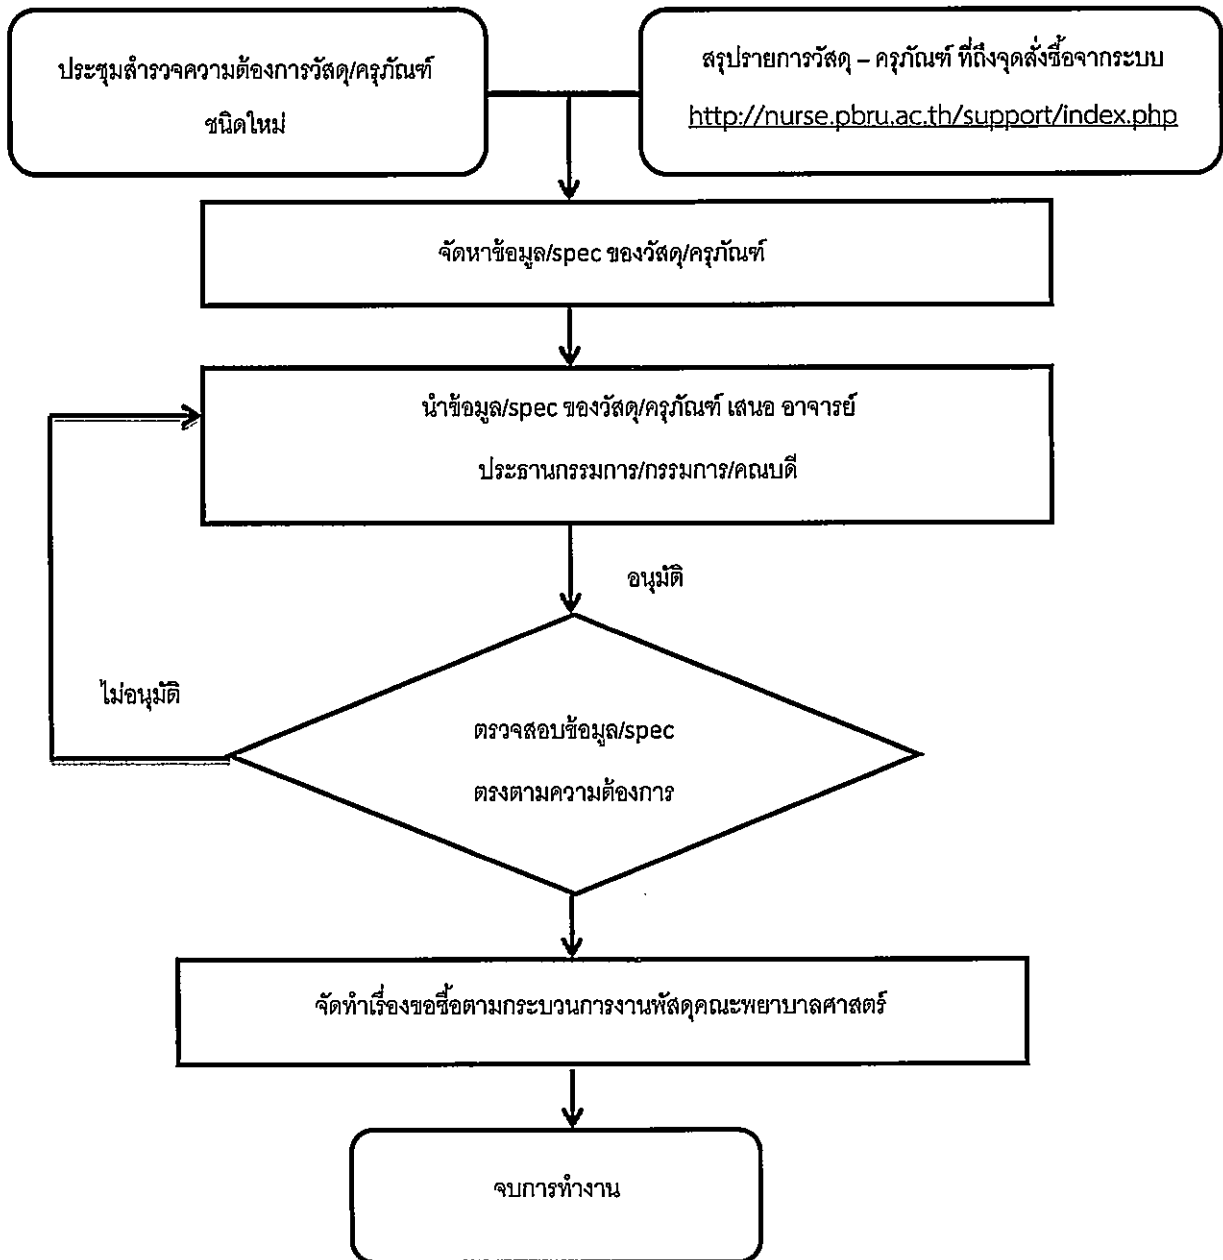 ประชุมสำรวจความต้องการวัสดุ/ครุภัณฑ์
ชนิดใหม่
สรุปรายการวัสดุ – ครุภัณฑ์ ที่ถึงจุดสั่งซื้อจากระบบ
http://nurse.pbru.ac.th/support/index.php
จัดหาข้อมูล/spec ของวัสดุ/ครุภัณฑ์
นำข้อมูล/spec ของวัสดุ/ครุภัณฑ์ เสนอ อาจารย์
ประธานกรรมการ/กรรมการ/คณบดี
อนุมัติ
ไม่อนุมัติ
ตรวจสอบข้อมูล/spec
ตรงตามความต้องการ
จัดทำเรื่องขอซื้อตามกระบวนการงานพัสดุคณะพยาบาลศาสตร์
จบการทำงาน